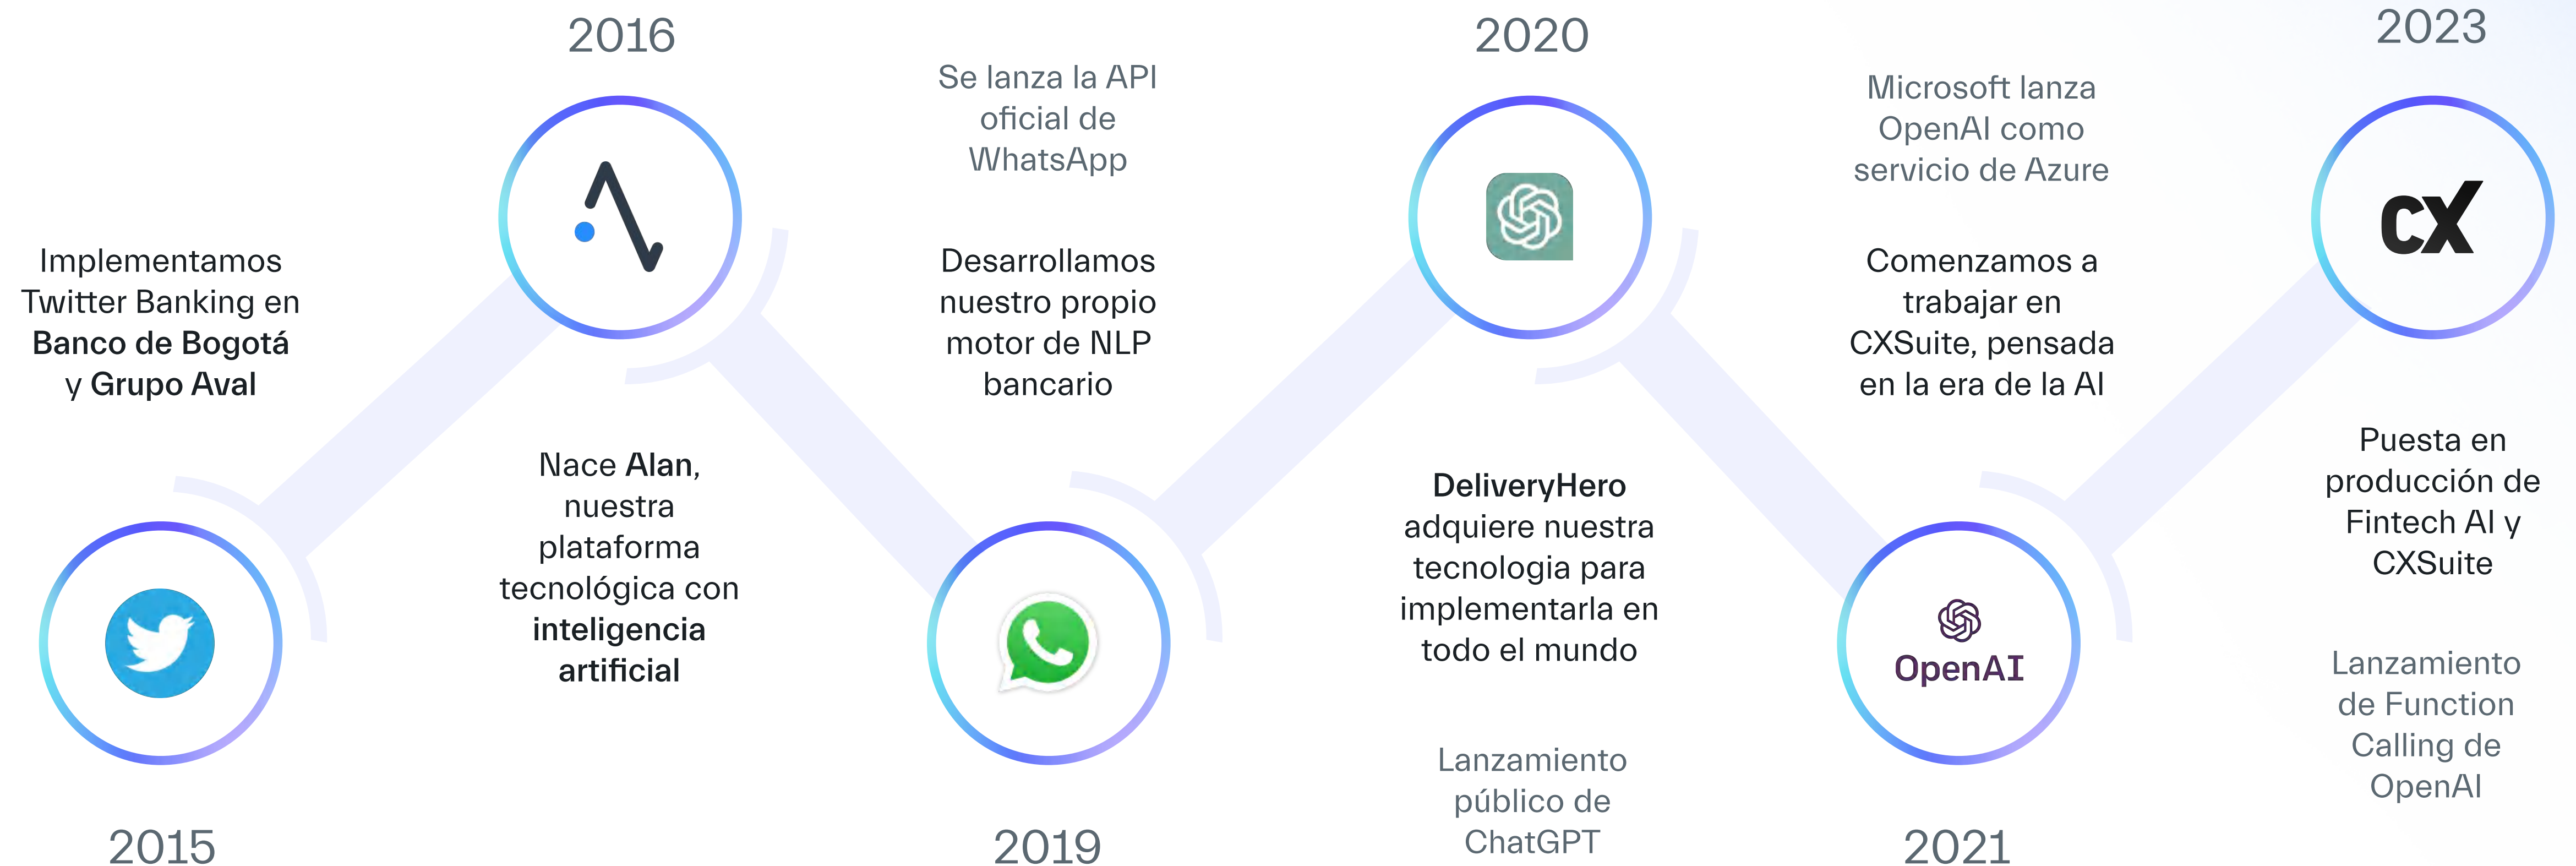 Implementamos
Twitter Banking en
Banco de Bogotá
y Grupo Aval
2015
2016
Nace Alan,
nuestra
plataforma
tecnológica con
inteligencia
artificial
Se lanza la API
oficial de
WhatsApp
Desarrollamos
nuestro propio
motor de NLP
bancario
2019
2020
DeliveryHero
adquiere nuestra
tecnologia para
implementarla en
todo el mundo
Lanzamiento
público de
ChatGPT
Microsoft lanza
OpenAI como
servicio de Azure
Comenzamos a
trabajar en
CXSuite, pensada
en la era de la AI
OpenAI
2021
2023
CX
Puesta en
producción de
Fintech AI y
CXSuite
Lanzamiento
de Function
Calling de
OpenAI